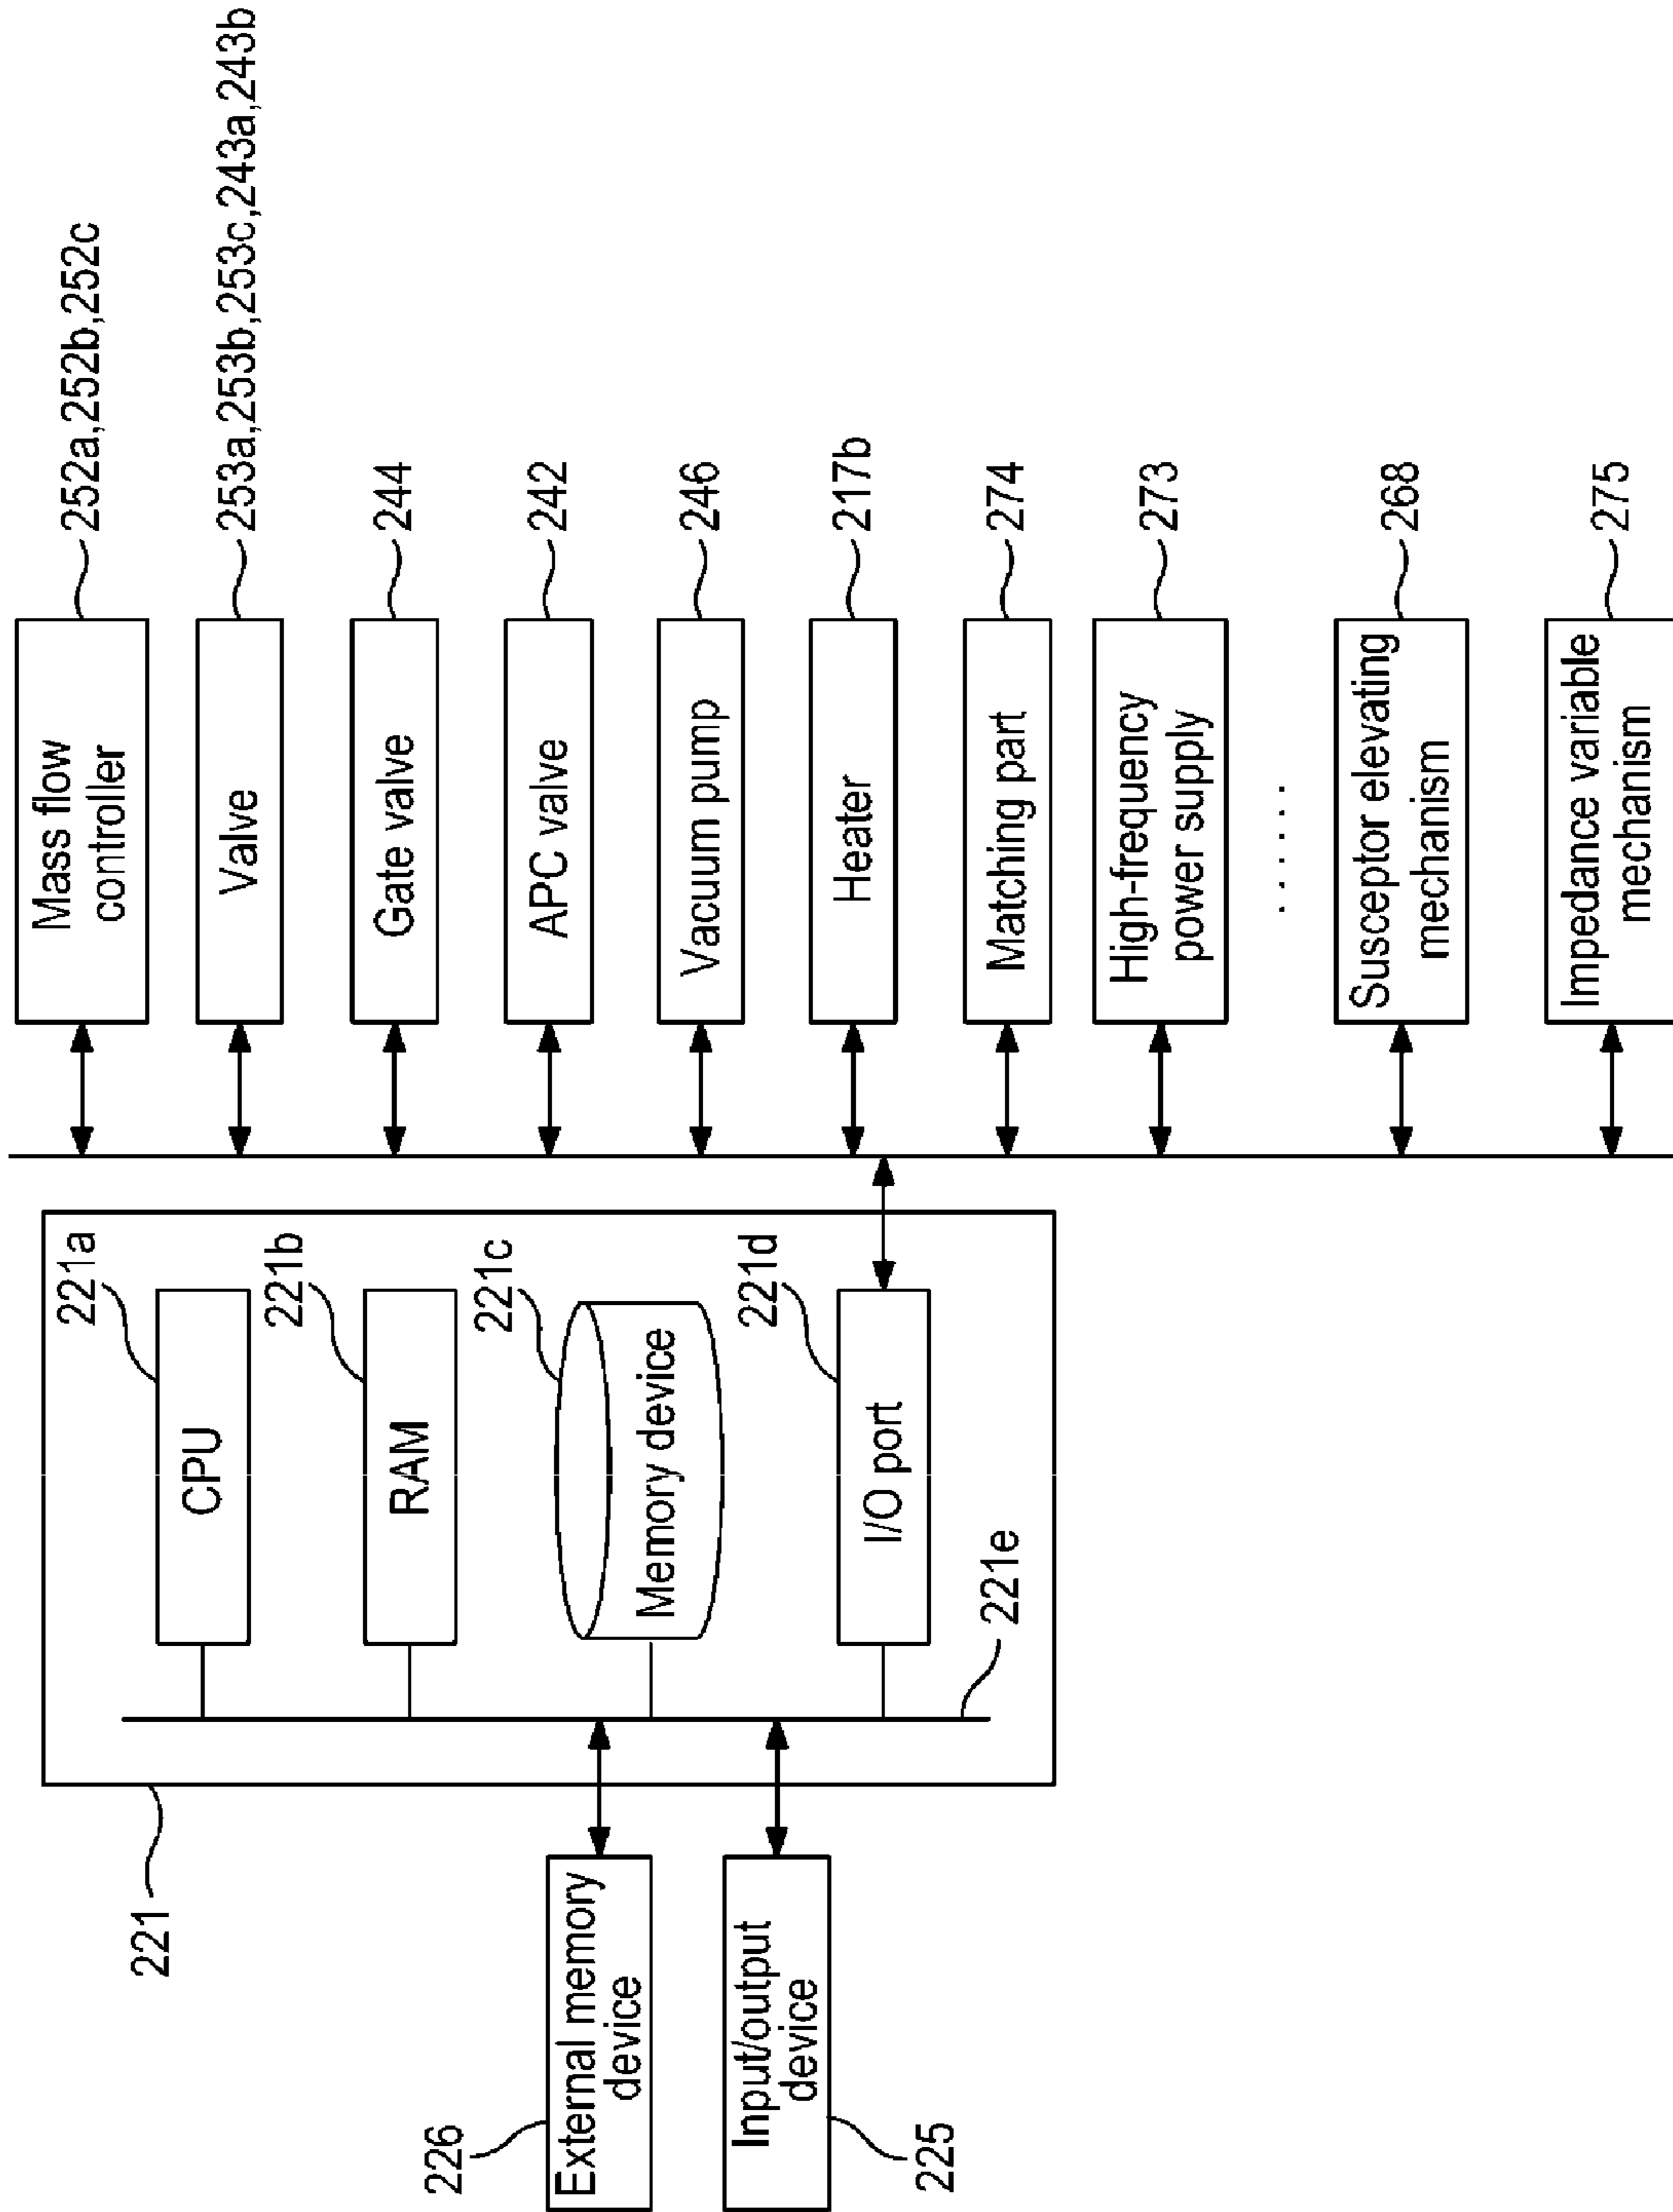 221
221a
CPU
221b
RAM
221c
Memory device
221d
I/O port
221e
226
External memory
device
Input/output
device
225
Mass flow
controller
252a,252b,252c
Valve
253a,253b,253c,243a,243b
Gate valve
244
APC valve
242
Vacuum pump
246
Heater
217b
Matching part
274
High-frequency
power supply
273
......
Susceptor elevating
mechanism
268
Impedance variable
mechanism
275